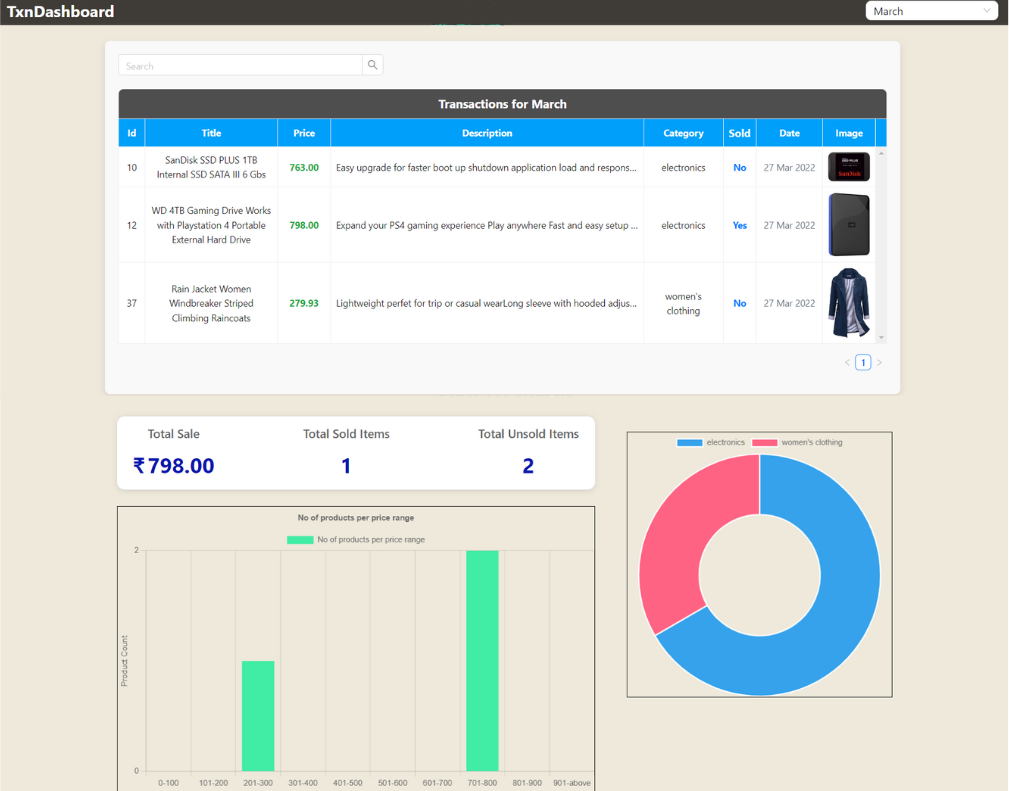 TxnDashboard
March
Search
Transactions for March
Id Title Price Description Category Sold Date Image
10 SanDisk SSD PLUS 1TB Internal SSD SATA III 6 Gbs 763.00 Easy upgrade for faster boot up shutdown application load and respons... electronics No 27 Mar 2022
SanDisk
12 WD 4TB Gaming Drive Works with Playstation 4 Portable External Hard Drive 798.00 Expand your PS4 gaming experience Play anywhere Fast and easy setup ... electronics Yes 27 Mar 2022
37 Rain Jacket Women Windbreaker Striped Climbing Raincoats 279.93 Lightweight perfet for trip or casual wearLong sleeve with hooded adjus... women's clothing No 27 Mar 2022
< 1 >
Total Sale Total Sold Items Total Unsold Items
₹798.00 1 2
electronics women's clothing
No of products per price range
No of products per price range
2
Product Count
0
0-100 101-200 201-300 301-400 401-500 501-600 601-700 701-800 801-900 901-above